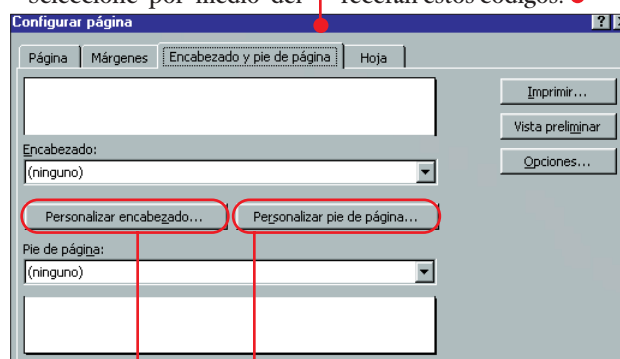 seleccione por medio del recerán estos códigos.
Configurar página
Página Márgenes Encabezado y pie de página Hoja
Imprimir...
Vista preliminar
Encabezado:
Opciones...
(ninguno)
Personalizar encabezado... Personalizar pie de página...
Pie de página:
(ninguno)